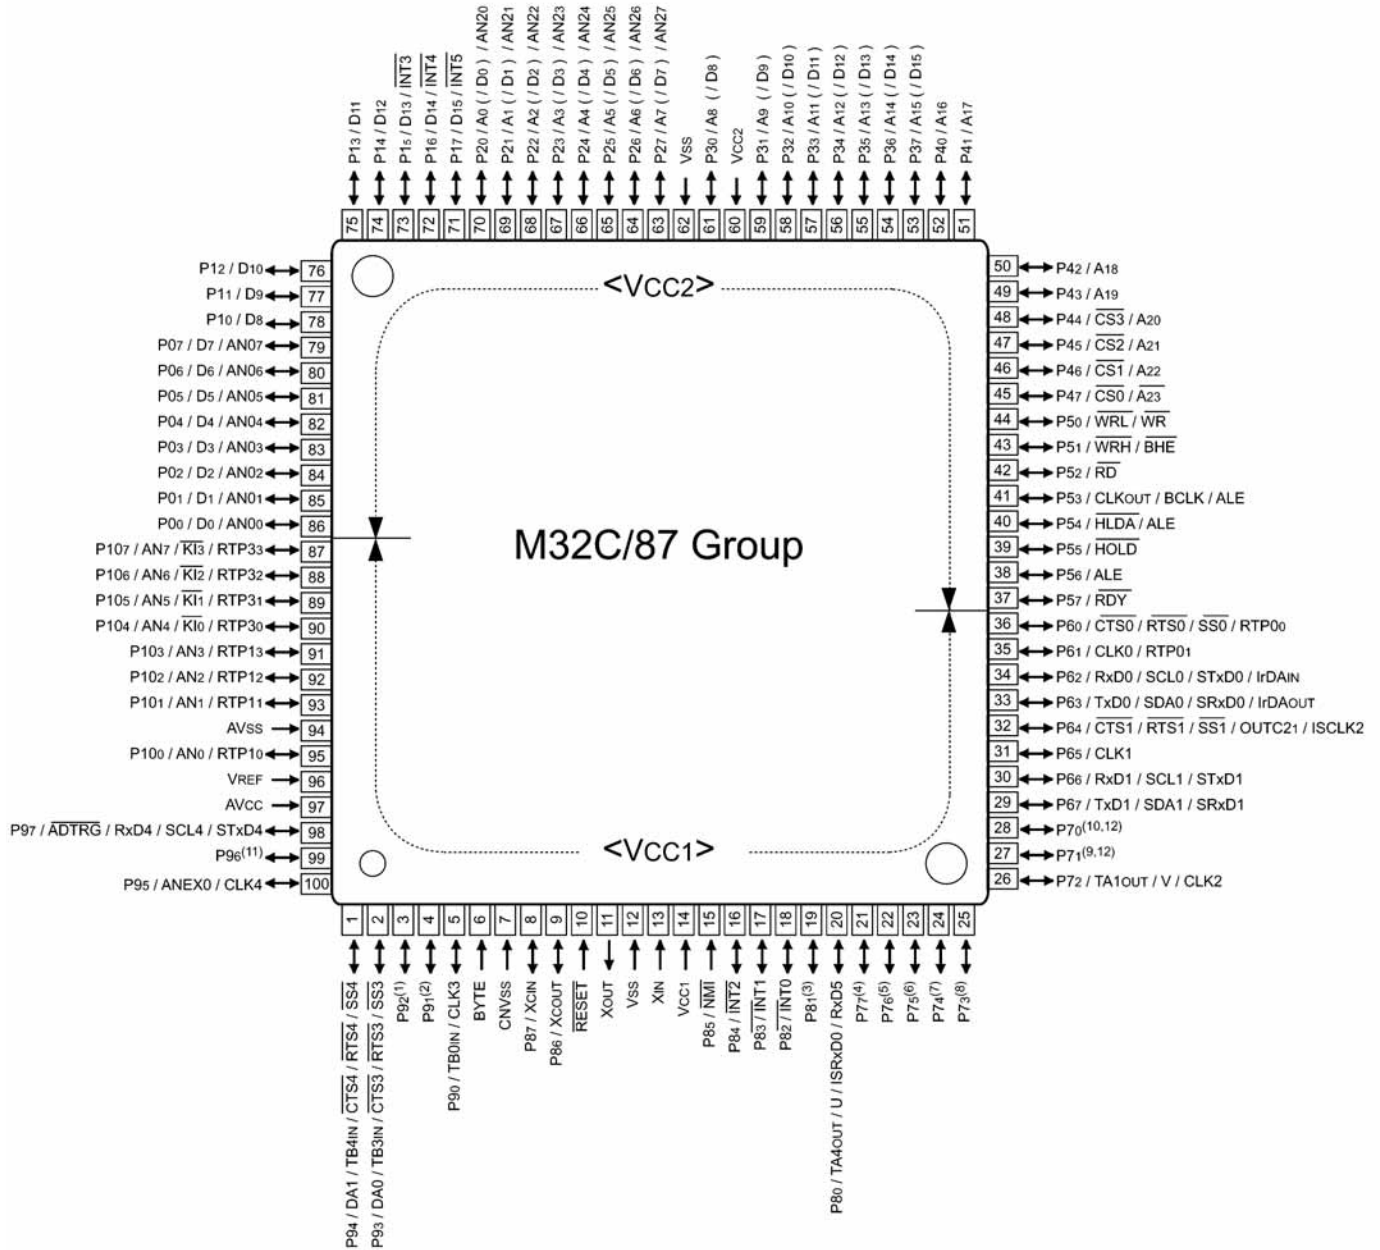 P13 / D11
P14 / D12
P15 / D13 / INT3
P16 / D14 / INT4
P17 / D15 / INT5
P20 / A0 ( / D0 ) / AN20
P21 / A1 ( / D1 ) / AN21
P22 / A2 ( / D2 ) / AN22
P23 / A3 ( / D3 ) / AN23
P24 / A4 ( / D4 ) / AN24
P25 / A5 ( / D5 ) / AN25
P26 / A6 ( / D6 ) / AN26
P27 / A7 ( / D7 ) / AN27
VSS
P30 / A8 ( / D8 )
VCC2
P31 / A9 ( / D9 )
P32 / A10 ( / D10 )
P33 / A11 ( / D11 )
P34 / A12 ( / D12 )
P35 / A13 ( / D13 )
P36 / A14 ( / D14 )
P37 / A15 ( / D15 )
P40 / A16
P41 / A17
75 74 73 72 71 70 69 68 67 66 65 64 63 62 61 60 59 58 57 56 55 54 53 52 51
P12 / D10 76
P11 / D9 77
P10 / D8 78
P07 / D7 / AN07 79
P06 / D6 / AN06 80
P05 / D5 / AN05 81
P04 / D4 / AN04 82
P03 / D3 / AN03 83
P02 / D2 / AN02 84
P01 / D1 / AN01 85
P00 / D0 / AN00 86
P107 / AN7 / KI3 / RTP33 87
P106 / AN6 / KI2 / RTP32 88
P105 / AN5 / KI1 / RTP31 89
P104 / AN4 / KI0 / RTP30 90
P103 / AN3 / RTP13 91
P102 / AN2 / RTP12 92
P101 / AN1 / RTP11 93
AVSS 94
P100 / AN0 / RTP10 95
VREF 96
AVCC 97
P97 / ADTRG / RxD4 / SCL4 / STxD4 98
P96(11) 99
P95 / ANEX0 / CLK4 100
<VCC2>
M32C/87 Group
<VCC1>
50 P42 / A18
49 P43 / A19
48 P44 / CS3 / A20
47 P45 / CS2 / A21
46 P46 / CS1 / A22
45 P47 / CS0 / A23
44 P50 / WRL / WR
43 P51 / WRH / BHE
42 P52 / RD
41 P53 / CLKOUT / BCLK / ALE
40 P54 / HLDA / ALE
39 P55 / HOLD
38 P56 / ALE
37 P57 / RDY
36 P60 / CTS0 / RTS0 / SS0 / RTP00
35 P61 / CLK0 / RTP01
34 P62 / RxD0 / SCL0 / STxD0 / IrDAIN
33 P63 / TxD0 / SDA0 / SRxD0 / IrDAOUT
32 P64 / CTS1 / RTS1 / SS1 / OUTC21 / ISCLK2
31 P65 / CLK1
30 P66 / RxD1 / SCL1 / STxD1
29 P67 / TxD1 / SDA1 / SRxD1
28 P70(10,12)
27 P71(9,12)
26 P72 / TA1OUT / V / CLK2
1 2 3 4 5 6 7 8 9 10 11 12 13 14 15 16 17 18 19 20 21 22 23 24 25
P94 / DA1 / TB4IN / CTS4 / RTS4 / SS4
P93 / DA0 / TB3IN / CTS3 / RTS3 / SS3
P92(1)
P91(2)
P90 / TB0IN / CLK3
BYTE
CNVSS
P87 / XCIN
P86 / XCOUT
RESET
XOUT
VSS
XIN
VCC1
P85 / NMI
P84 / INT2
P83 / INT1
P82 / INT0
P81(3)
P80 / TA4OUT / U / ISRxD0 / RxD5
P77(4)
P76(5)
P75(6)
P74(7)
P73(8)